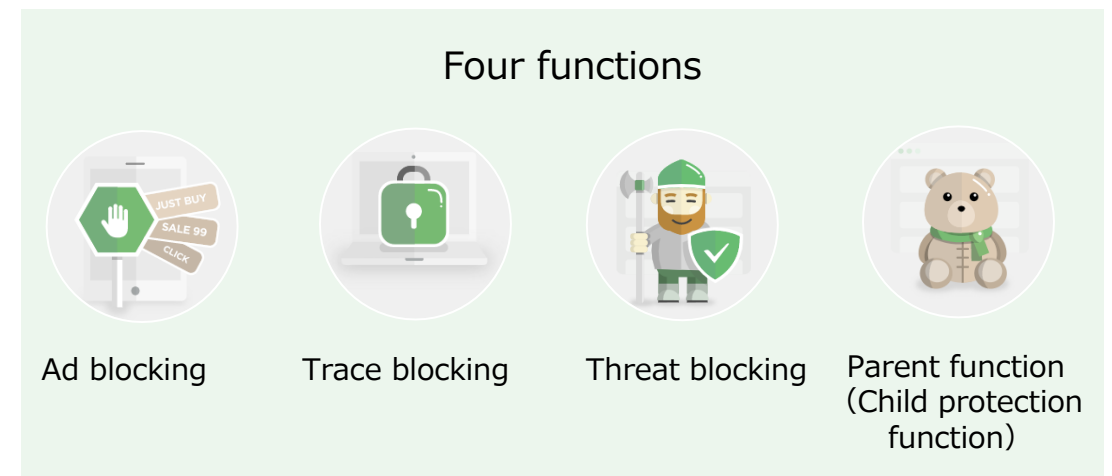 Four functions
JUST BUY
SALE 99
CLICK
Ad blocking
Trace blocking
Threat blocking
Parent function
（Child protection
function）